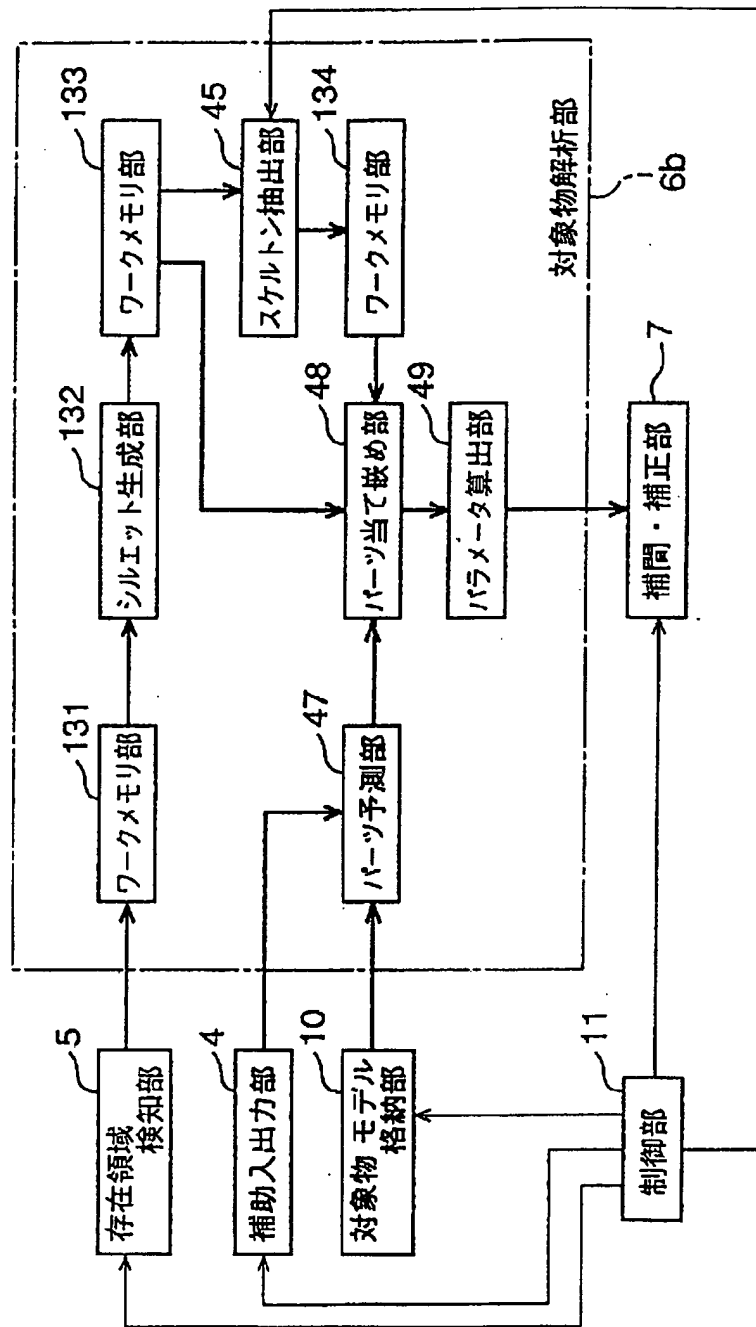 5
存在領域
検知部
131
ワークメモリ部
132
シルエット生成部
133
ワークメモリ部
45
スケルトン抽出部
134
ワークメモリ部
4
補助入出力部
10
対象物 モデル
格納部
47
パーツ予測部
48
パーツ当て嵌め部
49
パラメータ算出部
対象物解析部
6b
11
制御部
7
補間・補正部